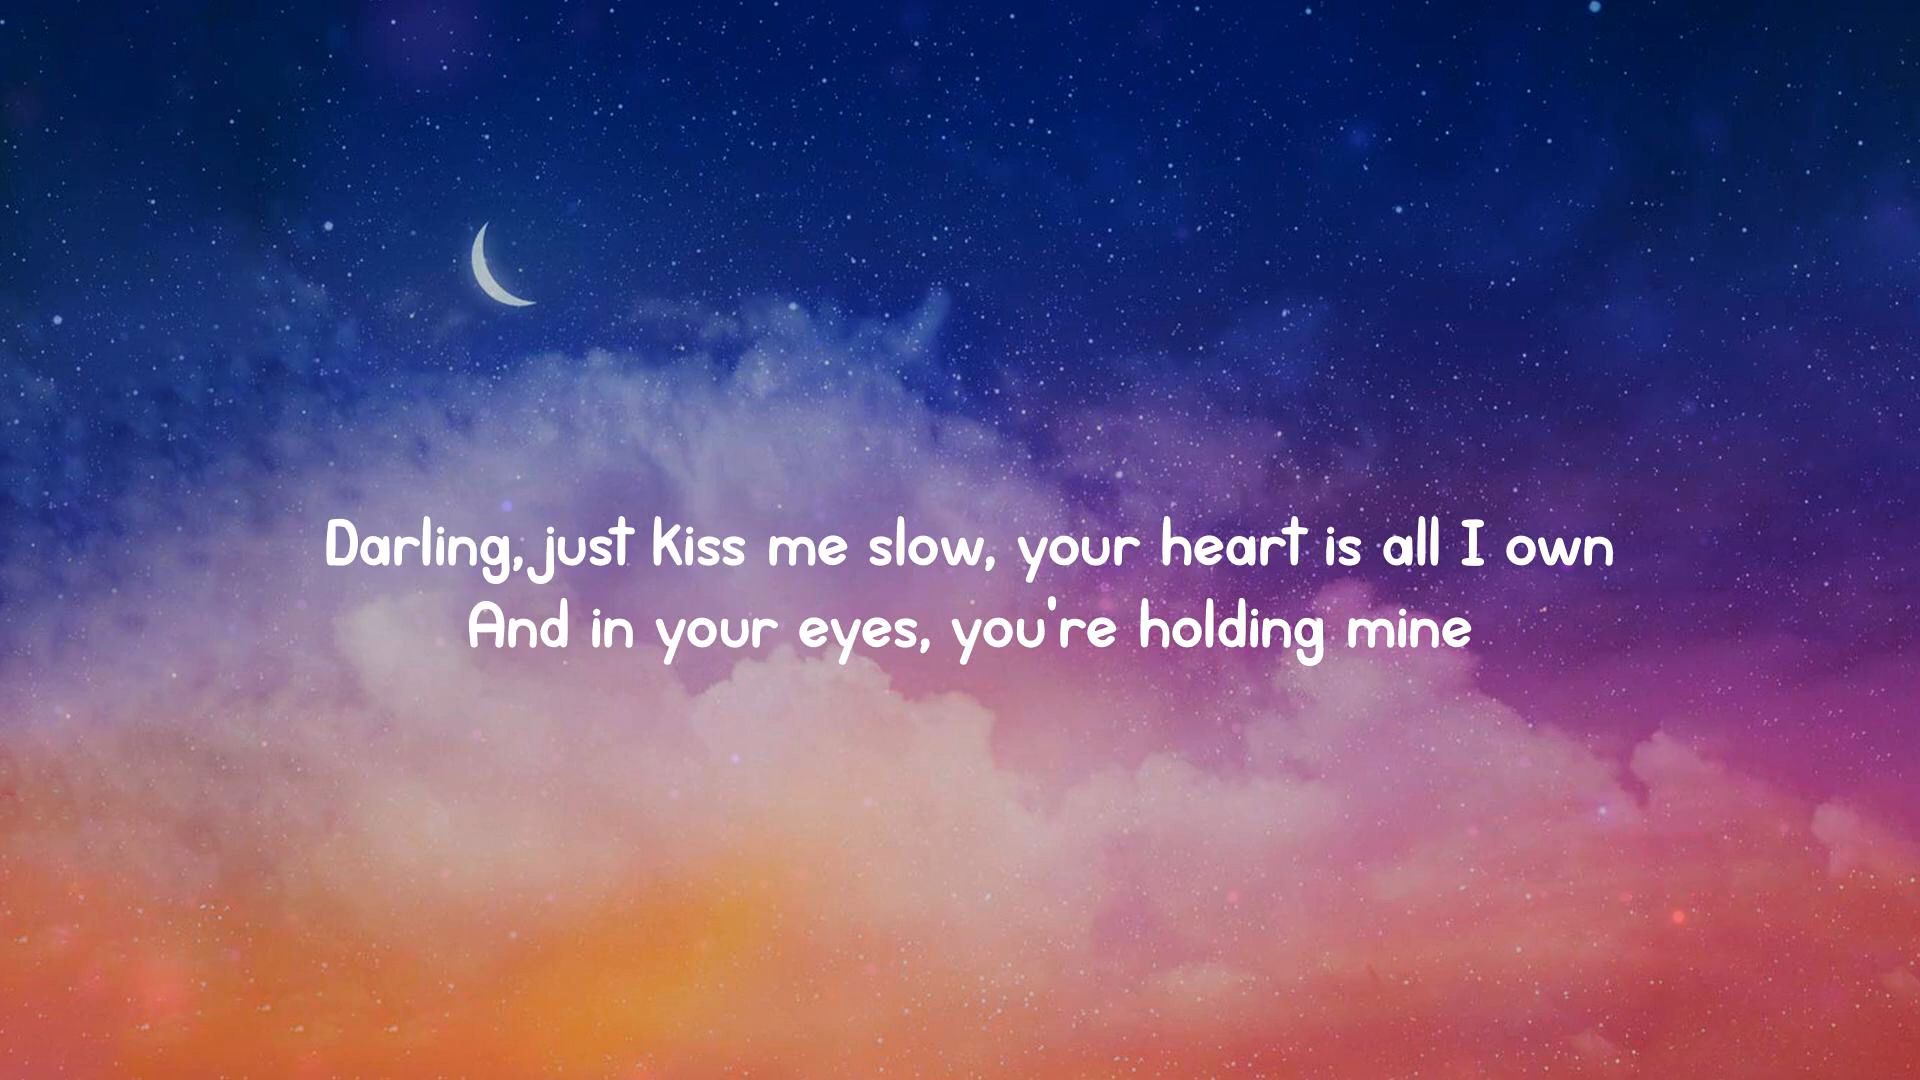 Darling, just kiss me slow, your heart is all I own
And in your eyes, you're holding mine